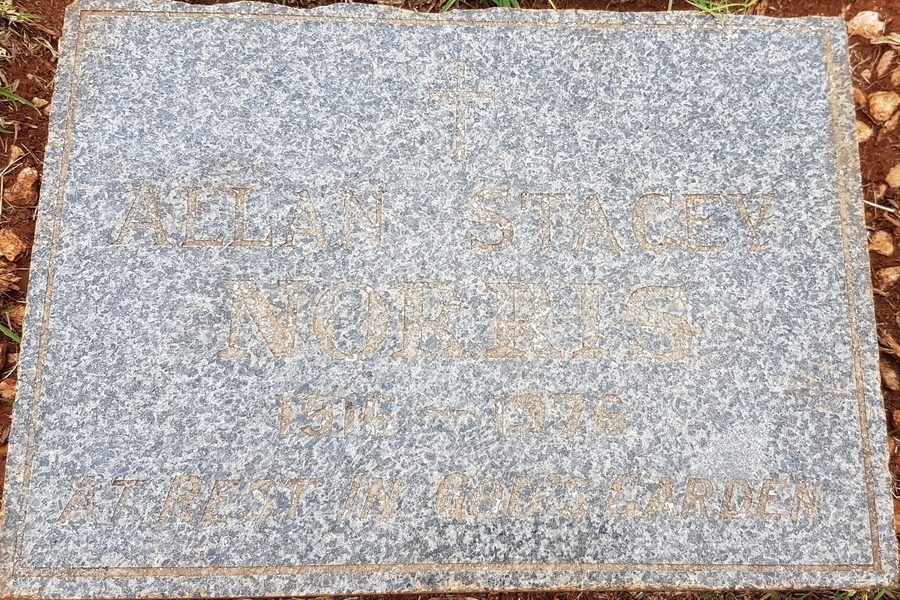 ALLAN STACEY
NORRIS
1916 – 1976
AT REST IN GOD'S GARDEN